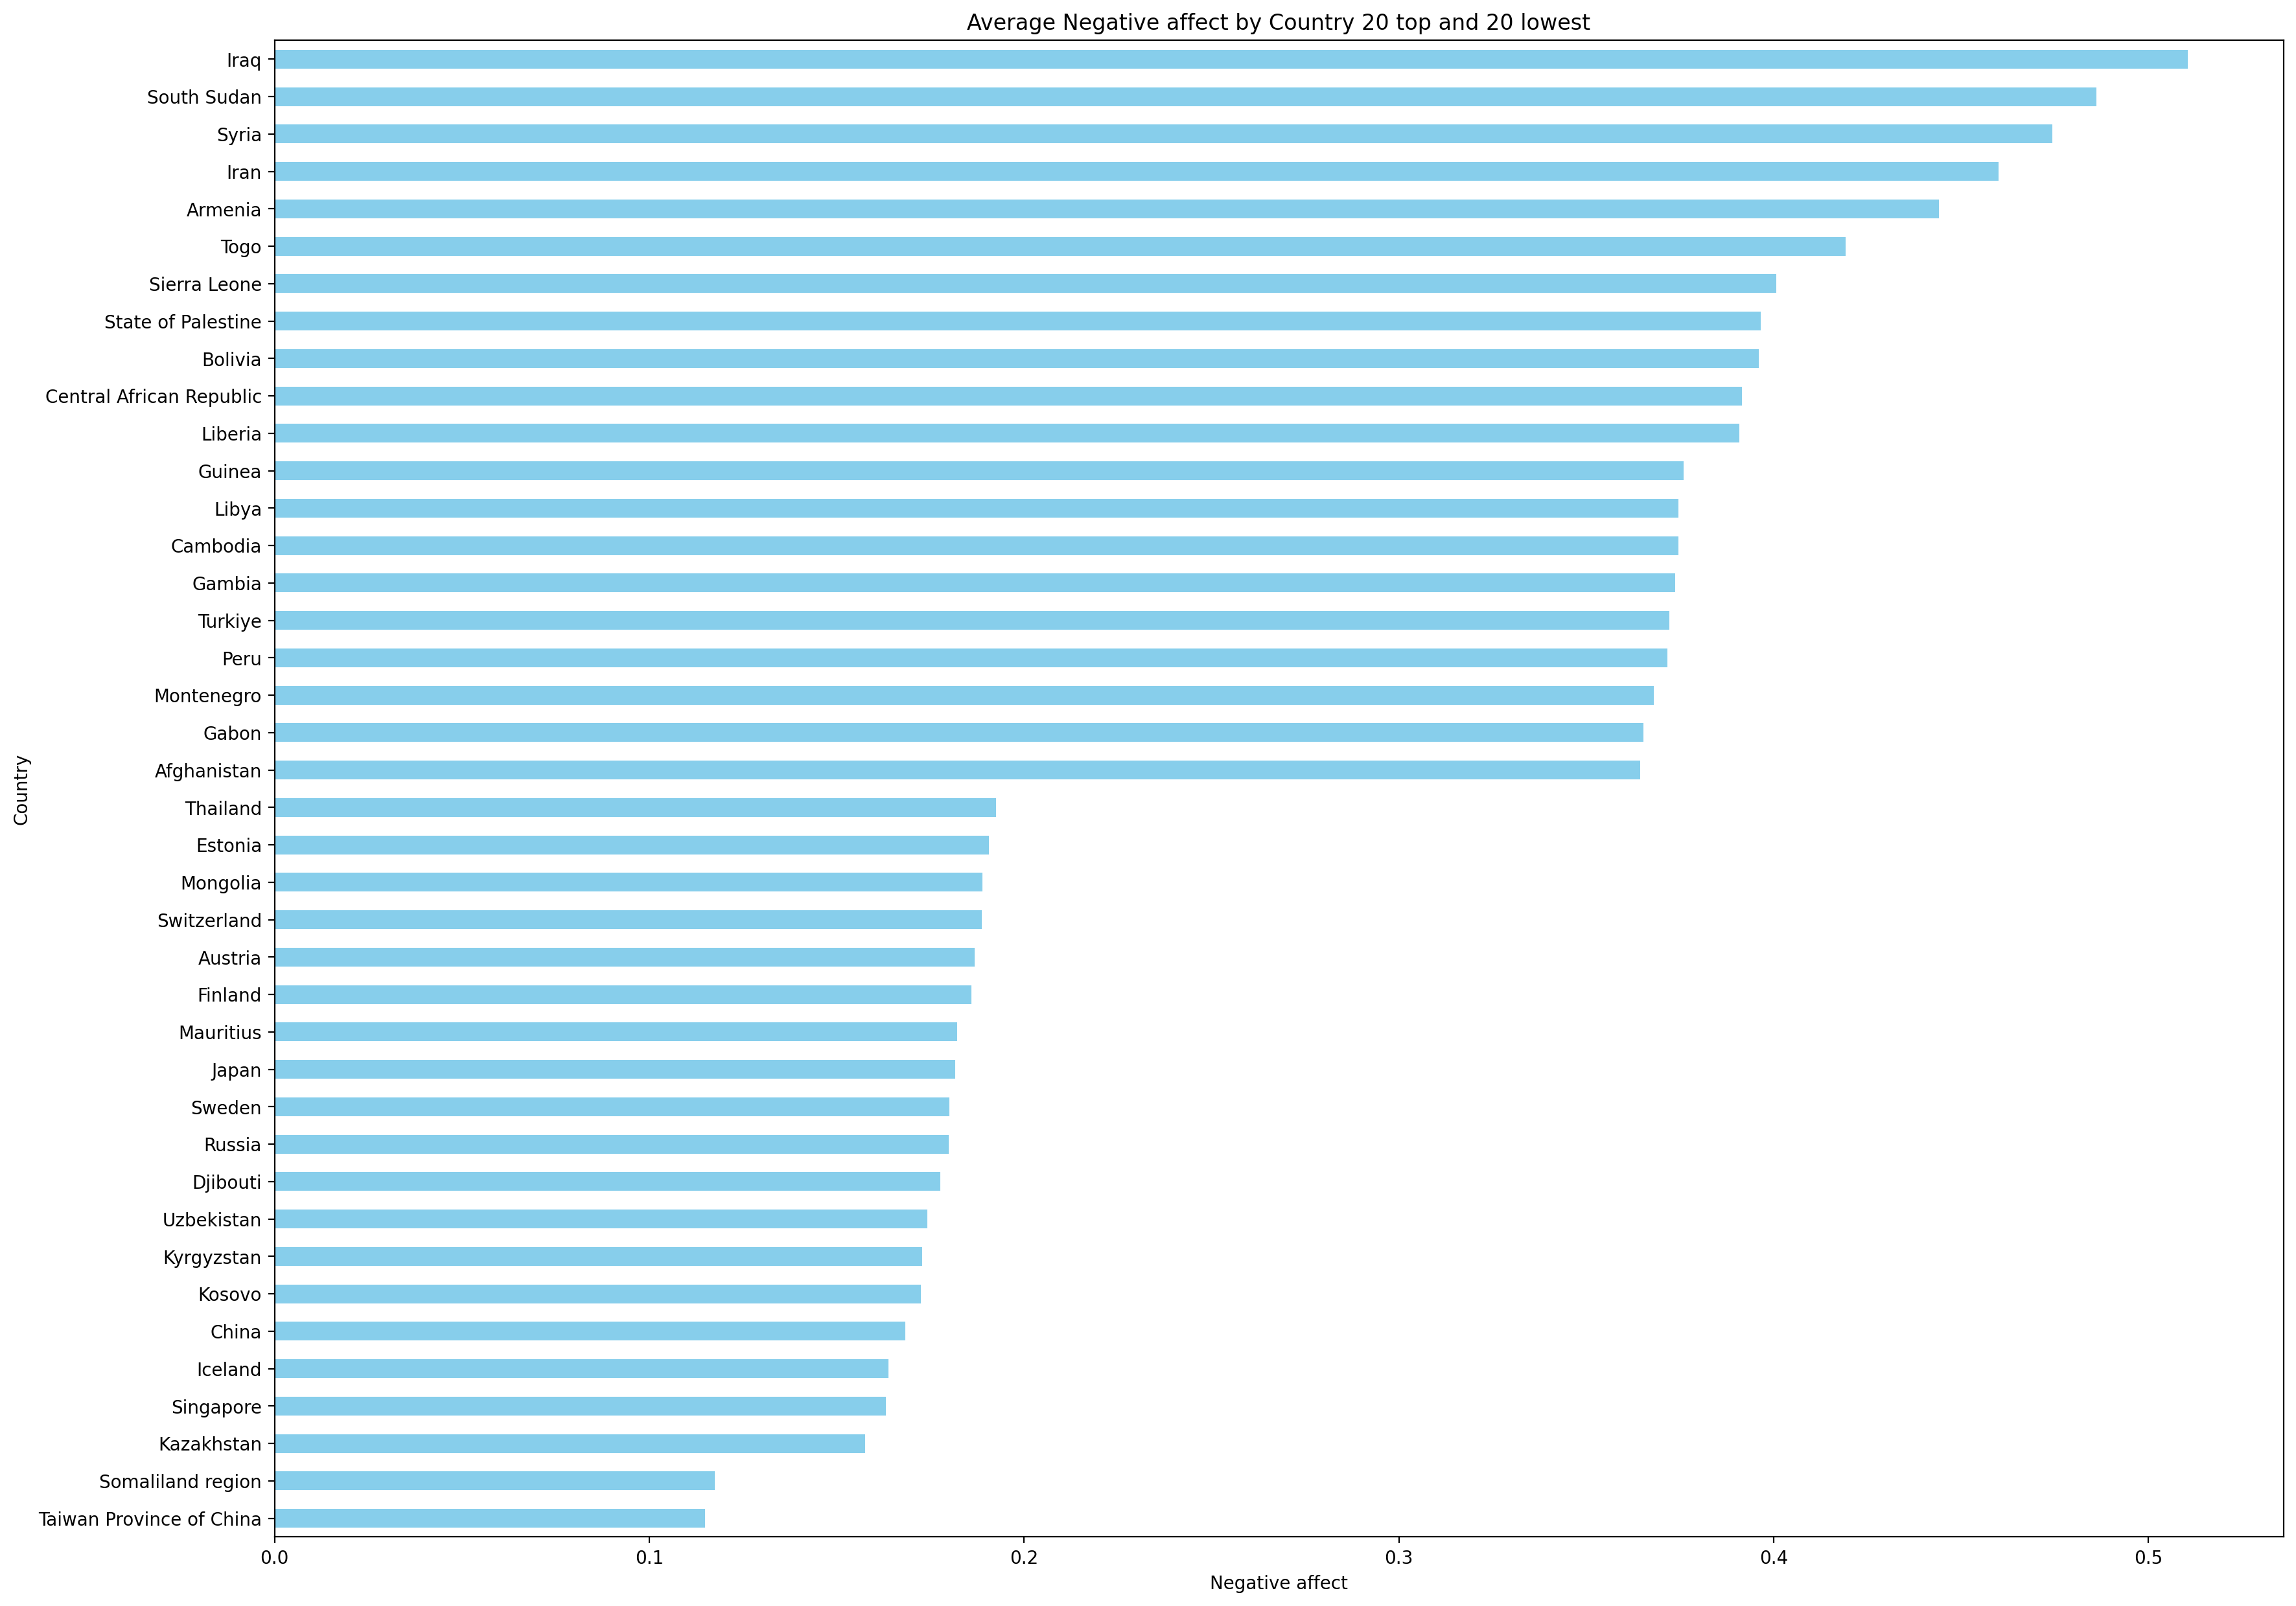 Average Negative affect by Country 20 top and 20 lowest
Iraq
South Sudan
Syria
Iran
Armenia
Togo
Sierra Leone
State of Palestine
Bolivia
Central African Republic
Liberia
Guinea
Libya
Cambodia
Gambia
Turkiye
Peru
Montenegro
Gabon
Afghanistan
Thailand
Estonia
Mongolia
Switzerland
Austria
Finland
Mauritius
Japan
Sweden
Russia
Djibouti
Uzbekistan
Kyrgyzstan
Kosovo
China
Iceland
Singapore
Kazakhstan
Somaliland region
Taiwan Province of China
Country
0.0 0.1 0.2 0.3 0.4 0.5
Negative affect